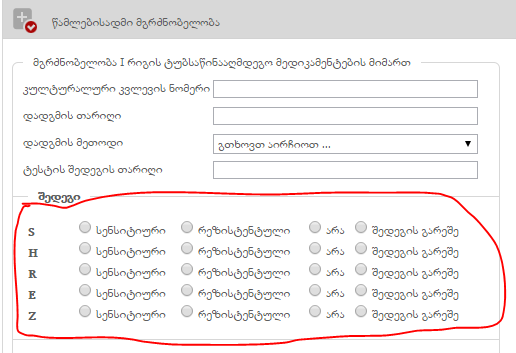 წამლებისადმი მგრძნობელობა
მგრძნობელობა I რიგის ტუბსაწინააღმდეგო მედიკამენტების მიმართ
კულტურალური კვლევის ნომერი
დადგმის თარიღი
დადგმის მეთოდი გთხოვთ აირჩიოთ ...
ტესტის შედეგის თარიღი
შედეგი
S სენსიტიური რეზისტენტული არა შედეგის გარეშე
H სენსიტიური რეზისტენტული არა შედეგის გარეშე
R სენსიტიური რეზისტენტული არა შედეგის გარეშე
E სენსიტიური რეზისტენტული არა შედეგის გარეშე
Z სენსიტიური რეზისტენტული არა შედეგის გარეშე